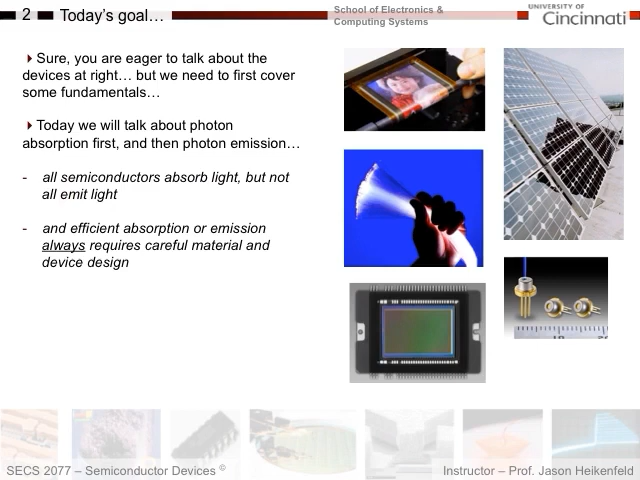 2 Today's goal…
School of Electronics &
Computing Systems
UNIVERSITY OF
Cincinnati
Sure, you are eager to talk about the
devices at right… but we need to first cover
some fundamentals…
Today we will talk about photon
absorption first, and then photon emission…
- all semiconductors absorb light, but not
all emit light
- and efficient absorption or emission
always requires careful material and
device design
SECS 2077 – Semiconductor Devices ©
Instructor – Prof. Jason Heikenfeld